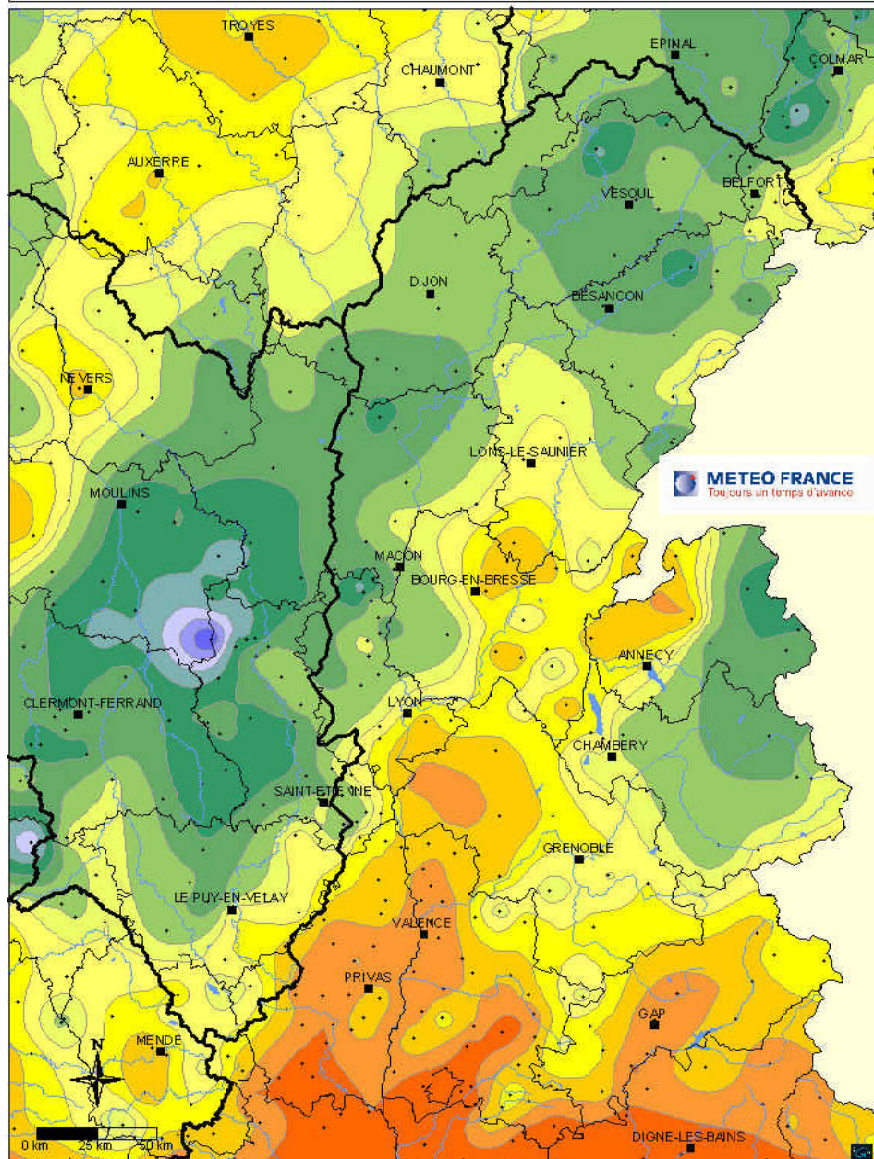 TROYES
EPINAL
COLMAR
CHAUMONT
AUXERRE
BELFORT
VESOUL
DIJON
BESANCON
NEVERS
LONS-LE-SAUNIER
METEO FRANCE
Toujours un temps d'avance
MOULINS
MACON
BOURG-EN-BRESSE
ANNECY
CLERMONT-FERRAND
LYON
CHAMBERY
SAINT-ETIENNE
GRENOBLE
LE PUY-EN-VELAY
VALENCE
PRIVAS
GAP
MENDE
N
0 km 25 km 50 km
DIGNE-LES-BAINS